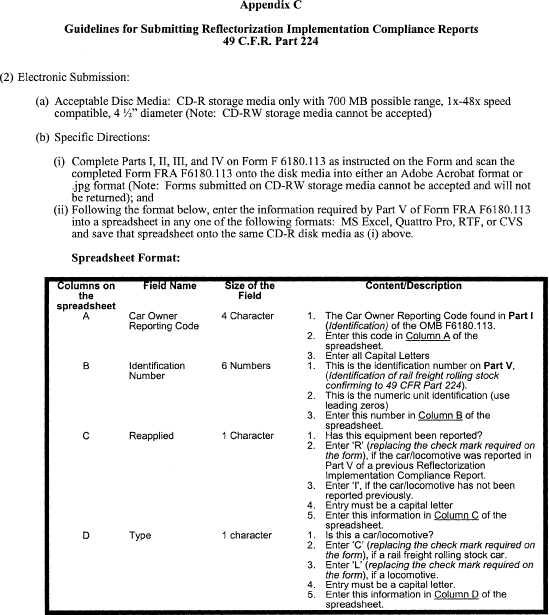 Appendix C
Guidelines for Submitting Reflectorization Implementation Compliance Reports
49 C.F.R. Part 224
(2) Electronic Submission:
(a) Acceptable Disc Media: CD-R storage media only with 700 MB possible range, 1x-48x speed
compatible, 4 ½” diameter (Note: CD-RW storage media cannot be accepted)
(b) Specific Directions:
(i) Complete Parts I, II, III, and IV on Form F 6180.113 as instructed on the Form and scan the
completed Form FRA F6180.113 onto the disk media into either an Adobe Acrobat format or
.jpg format (Note: Forms submitted on CD-RW storage media cannot be accepted and will not
be returned); and
(ii) Following the format below, enter the information required by Part V of Form FRA F6180.113
into a spreadsheet in any one of the following formats: MS Excel, Quattro Pro, RTF, or CVS
and save that spreadsheet onto the same CD-R disk media as (i) above.
Spreadsheet Format:
Columns on the spreadsheet Field Name Size of the Field Content/Description
A Car Owner Reporting Code 4 Character 1. The Car Owner Reporting Code found in Part I
(Identification) of the OMB F6180.113.
2. Enter this code in Column A of the
spreadsheet.
3. Enter all Capital Letters
B Identification Number 6 Numbers 1. This is the identification number on Part V,
(Identification of rail freight rolling stock
confirming to 49 CFR Part 224).
2. This is the numeric unit identification (use
leading zeros)
3. Enter this number in Column B of the
spreadsheet.
C Reapplied 1 Character 1. Has this equipment been reported?
2. Enter 'R' (replacing the check mark required on
the form), if the car/locomotive was reported in
Part V of a previous Reflectorization
Implementation Compliance Report.
3. Enter 'I', if the car/locomotive has not been
reported previously.
4. Entry must be a capital letter
5. Enter this information in Column C of the
spreadsheet.
D Type 1 character 1. Is this a car/locomotive?
2. Enter 'C' (replacing the check mark required on
the form), if a rail freight rolling stock car.
3. Enter 'L' (replacing the check mark required on
the form), if a locomotive.
4. Entry must be a capital letter.
5. Enter this information in Column D of the
spreadsheet.